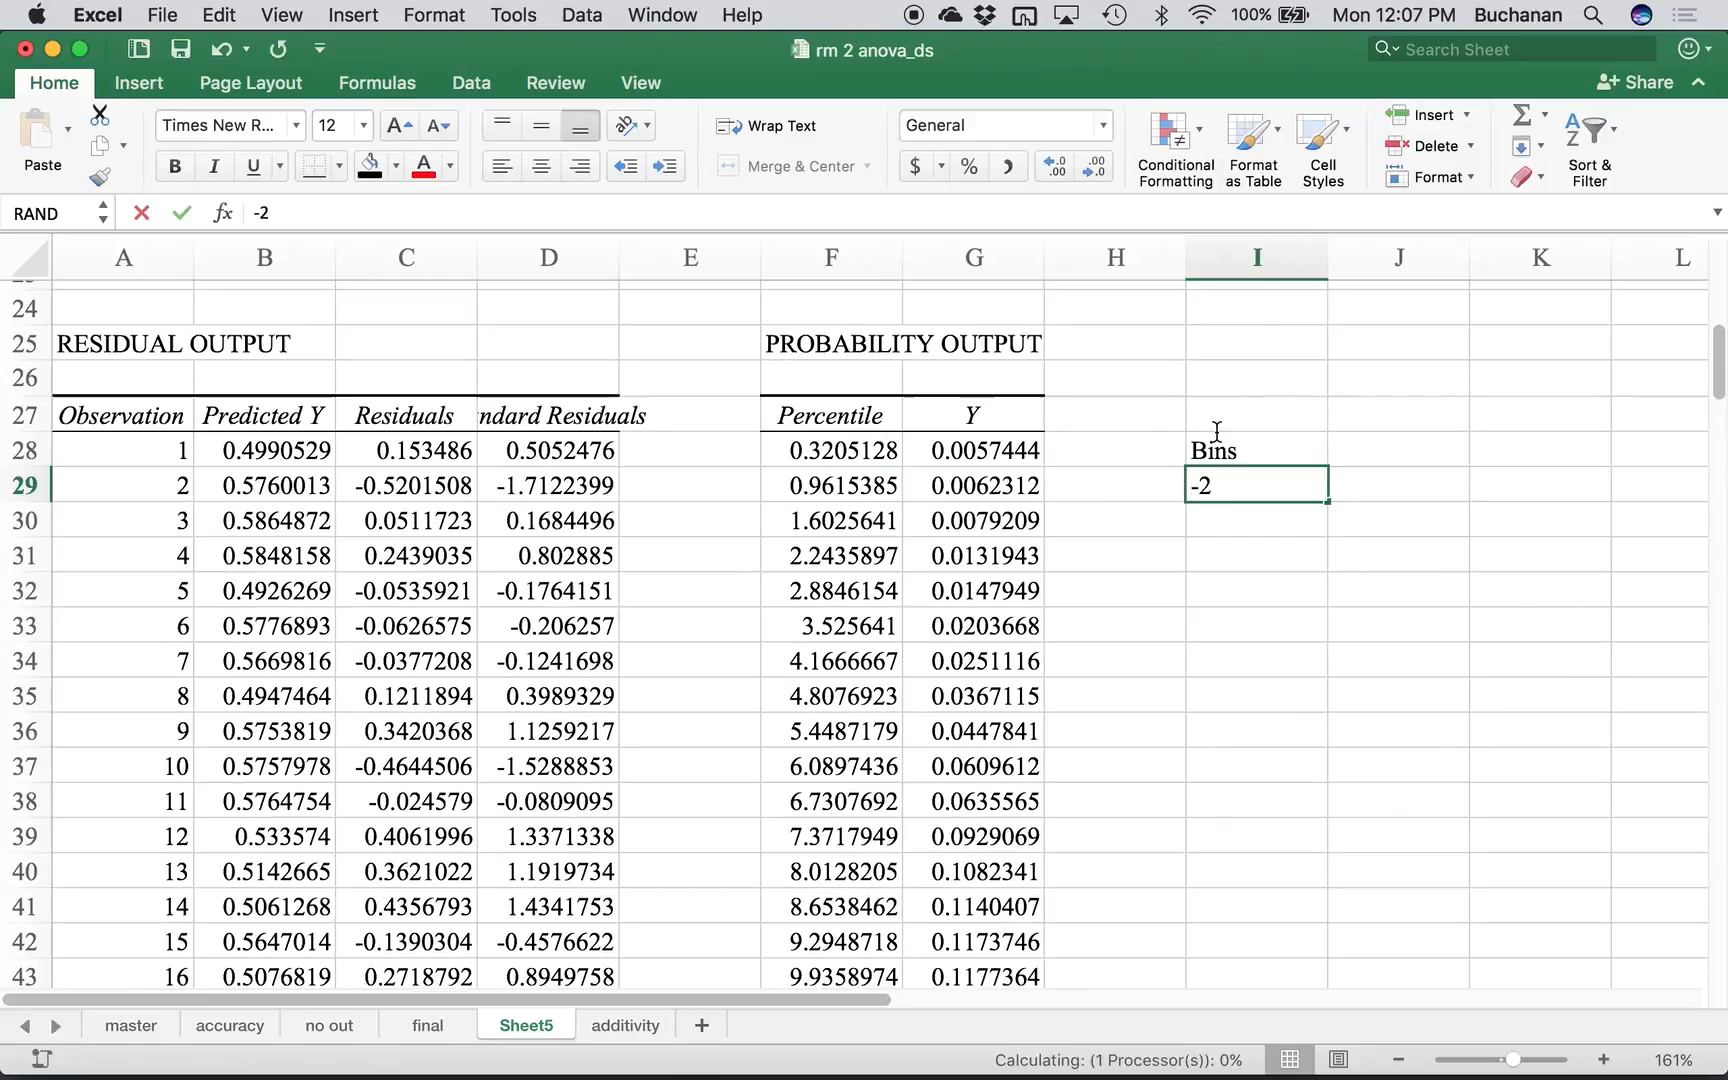 Excel File Edit View Insert Format Tools Data Window Help 100% Mon 12:07 PM Buchanan
rm 2 anova_ds
Search Sheet
Home Insert Page Layout Formulas Data Review View Share
Paste
Times New R... 12 A A
Wrap Text
General
B I U A
Merge & Center
$ % .0 .00 .00 .0
Conditional Formatting
Format as Table
Cell Styles
Insert
Delete
Format
Sort & Filter
RAND fx -2
A B C D E F G H I J K L
24
25 RESIDUAL OUTPUT PROBABILITY OUTPUT
26
27 Observation Predicted Y Residuals ndard Residuals Percentile Y
28 1 0.4990529 0.153486 0.5052476 0.3205128 0.0057444 Bins
29 2 0.5760013 -0.5201508 -1.7122399 0.9615385 0.0062312 -2
30 3 0.5864872 0.0511723 0.1684496 1.6025641 0.0079209
31 4 0.5848158 0.2439035 0.802885 2.2435897 0.0131943
32 5 0.4926269 -0.0535921 -0.1764151 2.8846154 0.0147949
33 6 0.5776893 -0.0626575 -0.206257 3.525641 0.0203668
34 7 0.5669816 -0.0377208 -0.1241698 4.1666667 0.0251116
35 8 0.4947464 0.1211894 0.3989329 4.8076923 0.0367115
36 9 0.5753819 0.3420368 1.1259217 5.4487179 0.0447841
37 10 0.5757978 -0.4644506 -1.5288853 6.0897436 0.0609612
38 11 0.5764754 -0.024579 -0.0809095 6.7307692 0.0635565
39 12 0.533574 0.4061996 1.3371338 7.3717949 0.0929069
40 13 0.5142665 0.3621022 1.1919734 8.0128205 0.1082341
41 14 0.5061268 0.4356793 1.4341753 8.6538462 0.1140407
42 15 0.5647014 -0.1390304 -0.4576622 9.2948718 0.1173746
43 16 0.5076819 0.2718792 0.8949758 9.9358974 0.1177364
master accuracy no out final Sheet5 additivity +
Calculating: (1 Processor(s)): 0% 161%